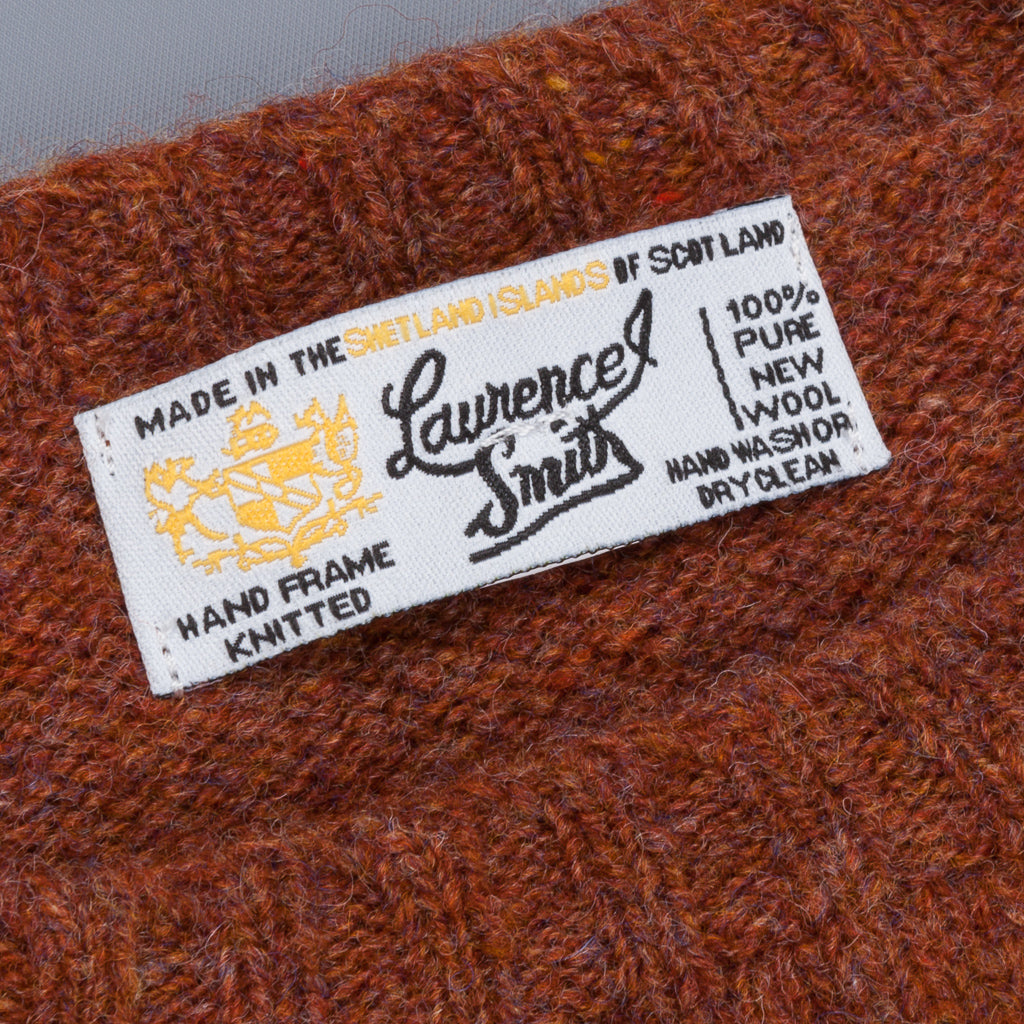 MADE IN THE SHETLAND ISLANDS OF SCOTLAND
Lawrence J
Smith
HAND FRAME
KNITTED
100%
PURE
NEW
WOOL
HAND WASH OR
DRY CLEAN